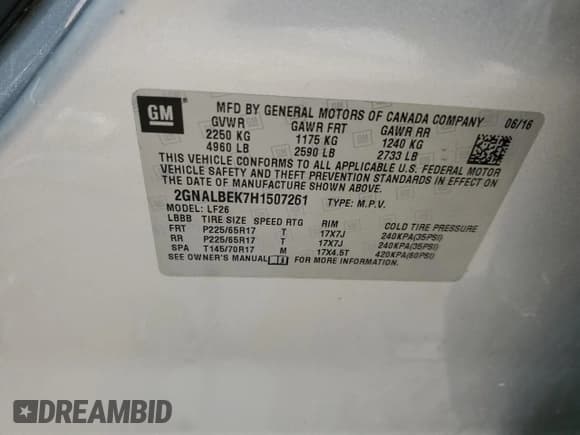 GM
MFD BY GENERAL MOTORS OF CANADA COMPANY 08/16
GVWR GAWR FRT GAWR RR
2250 KG 1175 KG 1240 KG
4960 LB 2590 LB 2733 LB
THIS VEHICLE CONFORMS TO ALL APPLICABLE U.S. FEDERAL MOTOR
VEHICLE SAFETY AND THEFT PREVENTION STANDARDS IN EFFECT ON
THE DATE OF MANUFACTURE SHOWN ABOVE.
2GNALBEK7H1507261 TYPE: M.P.V.
MODEL: LF26
LBBB TIRE SIZE SPEED RTG RIM COLD TIRE PRESSURE
FRT P225/65R17 T 17X7J 240KPA(35PSI)
RR P225/65R17 T 17X7J 240KPA(35PSI)
SPA T145/70R17 M 17X4.5T 420KPA(60PSI)
SEE OWNER'S MANUAL FOR MORE INFORMATION.
DREAMBID